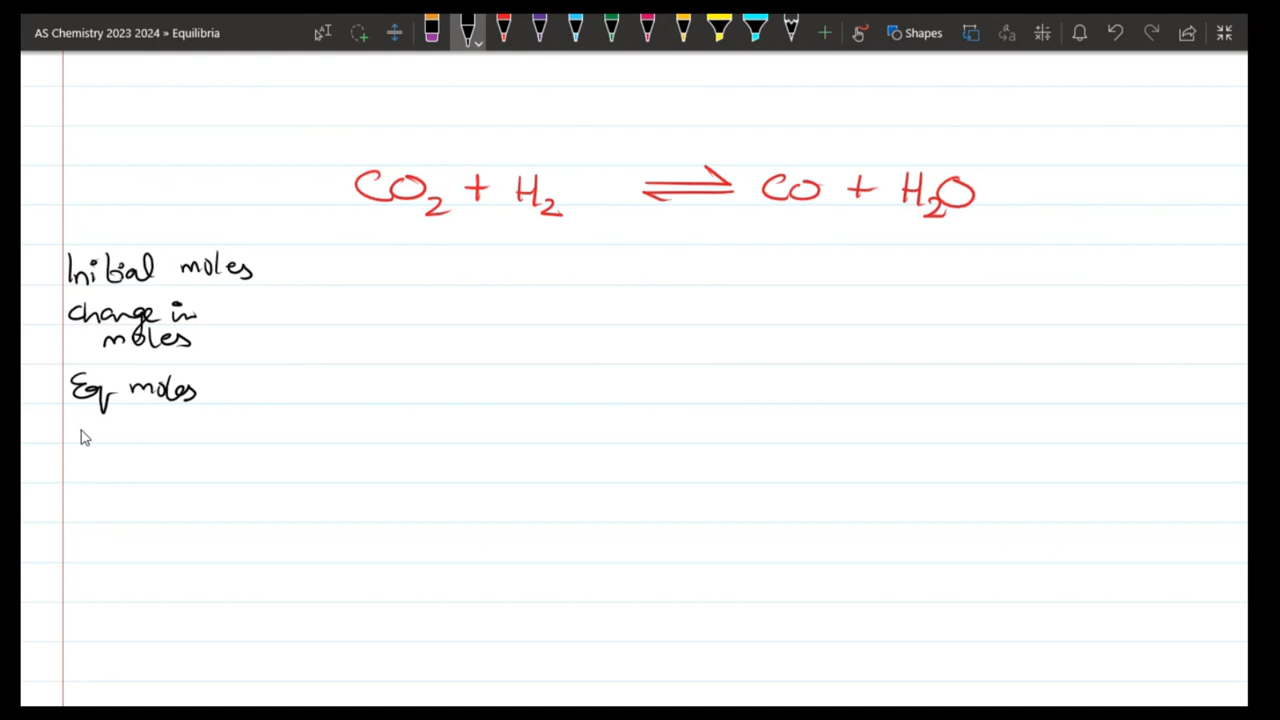 AS Chemistry 2023 2024 » Equilibria
Shapes
CO₂ + H₂ ⇌ CO + H₂O
Initial moles
change in
moles
Eq moles